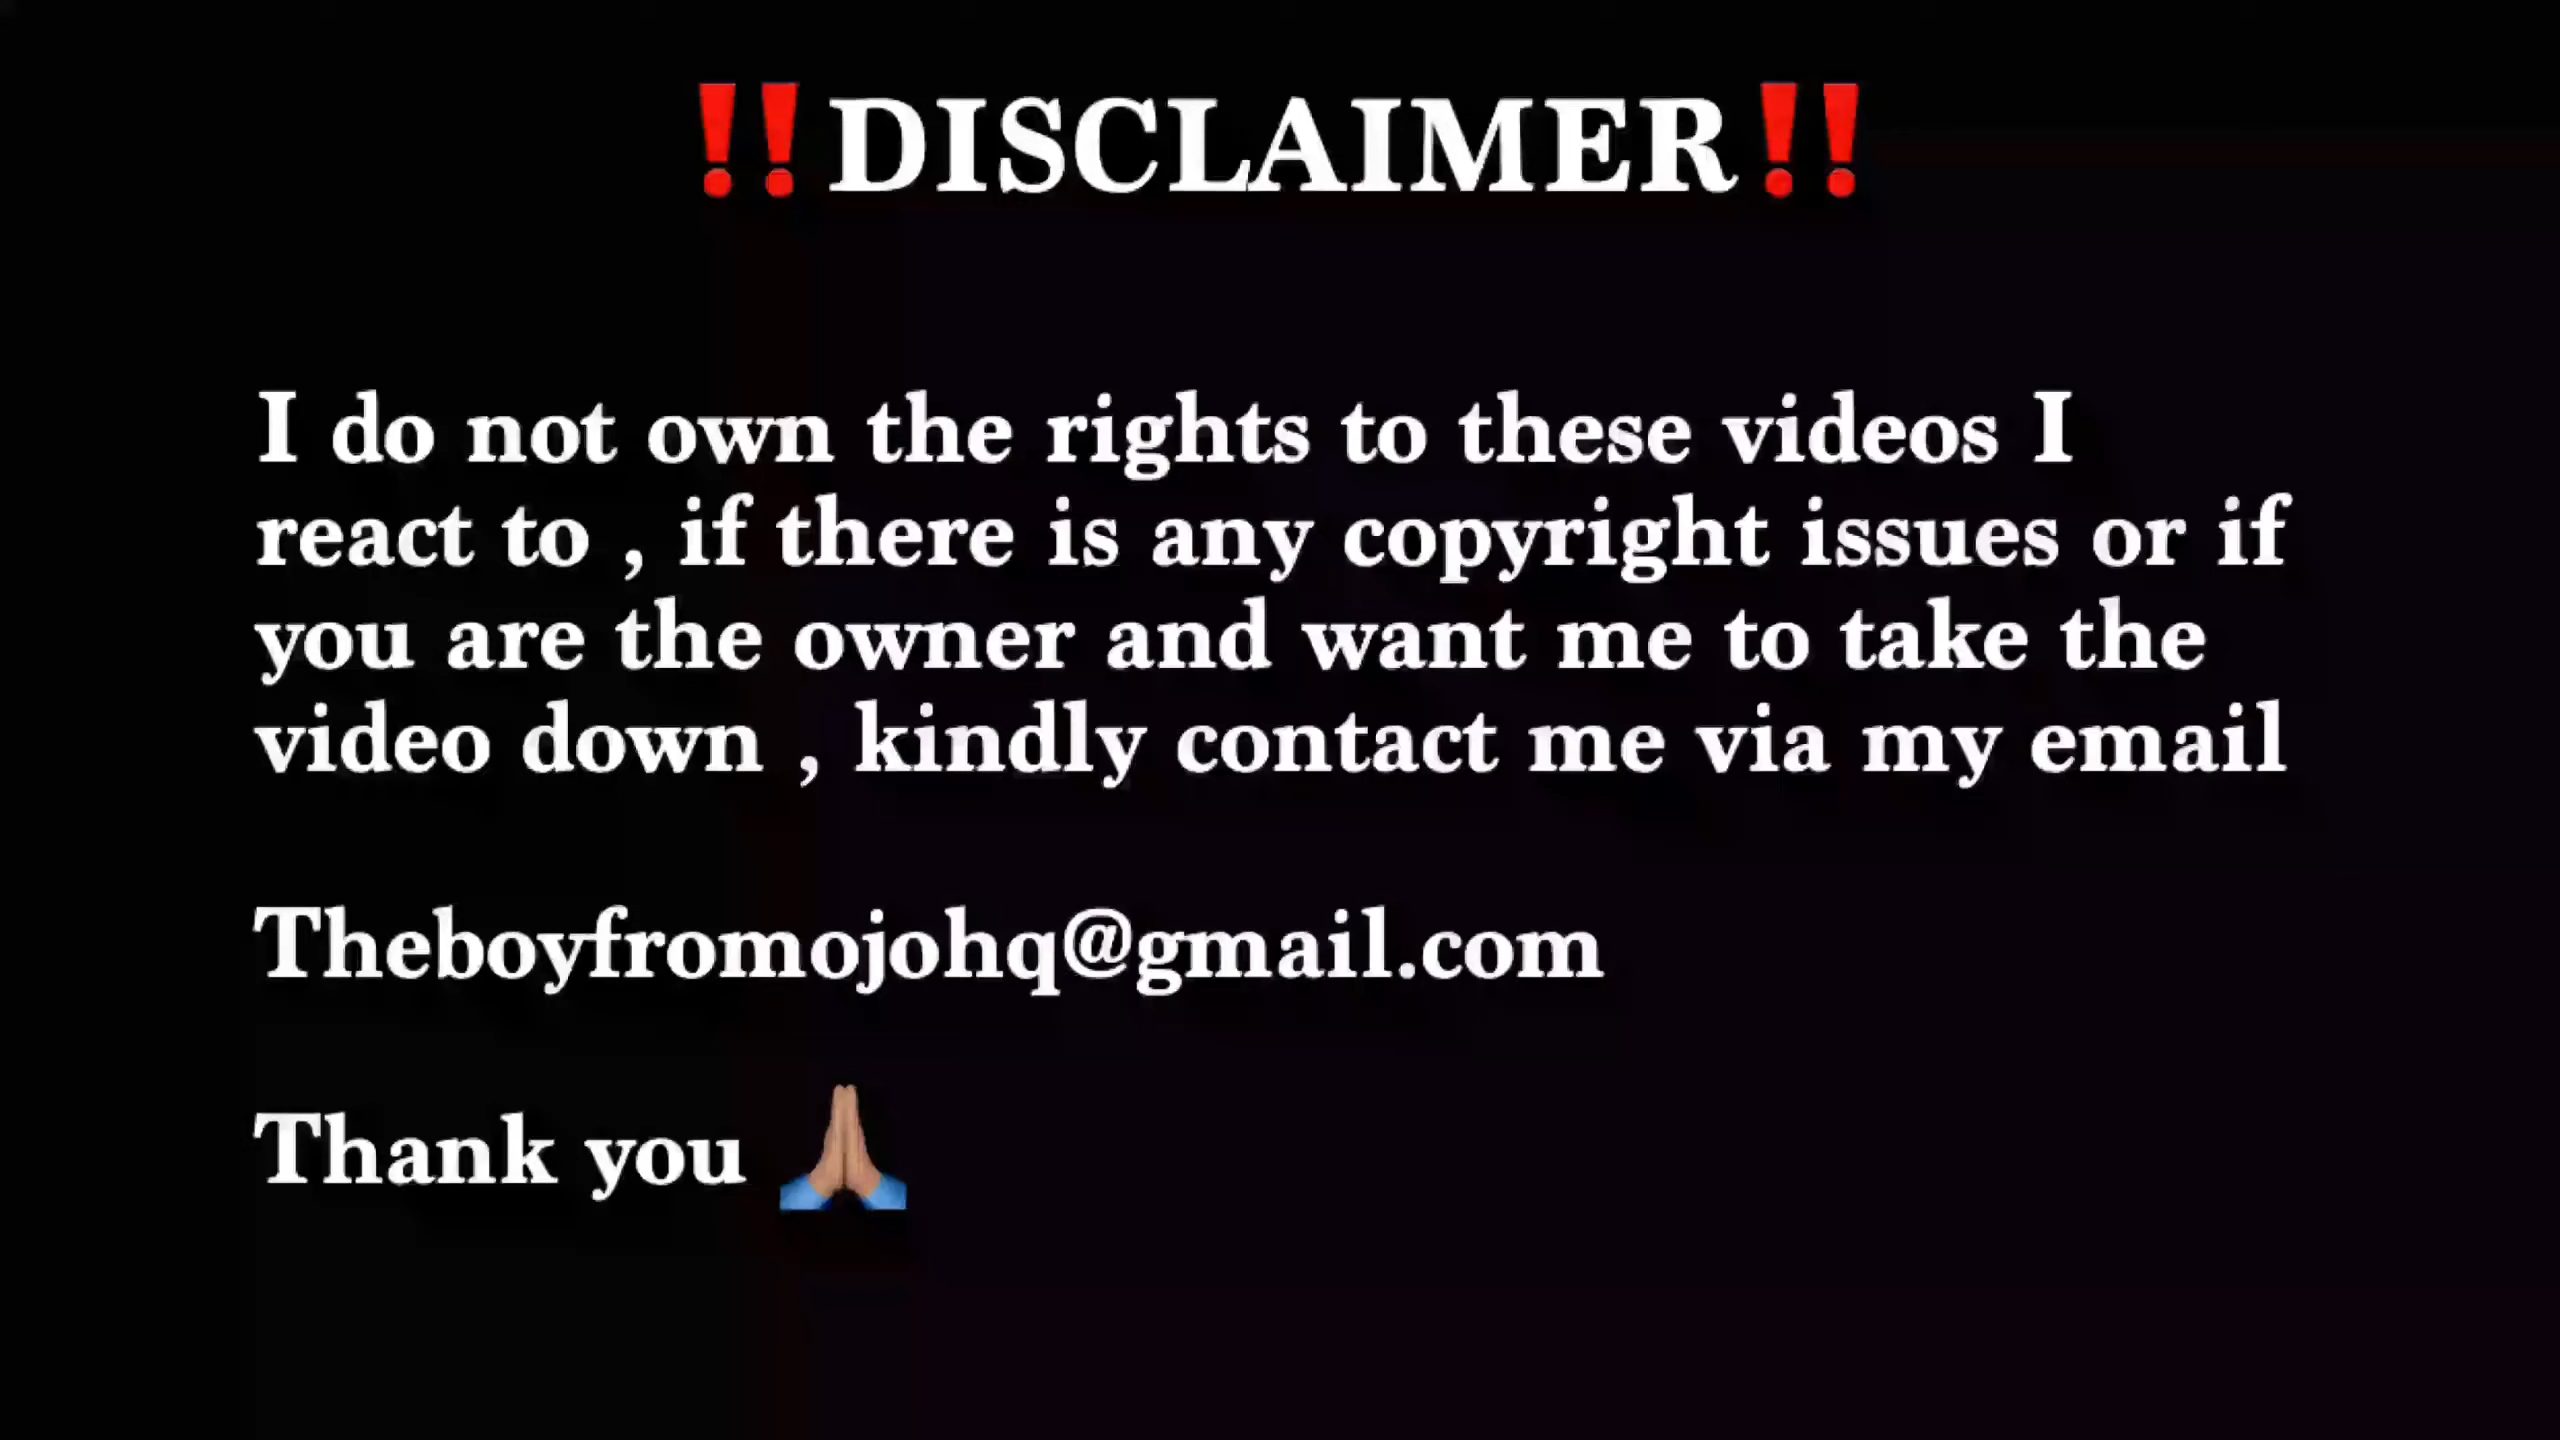 ‼️DISCLAIMER‼️
I do not own the rights to these videos I
react to , if there is any copyright issues or if
you are the owner and want me to take the
video down , kindly contact me via my email
Theboyfromojohq@gmail.com
Thank you 🙏🏽